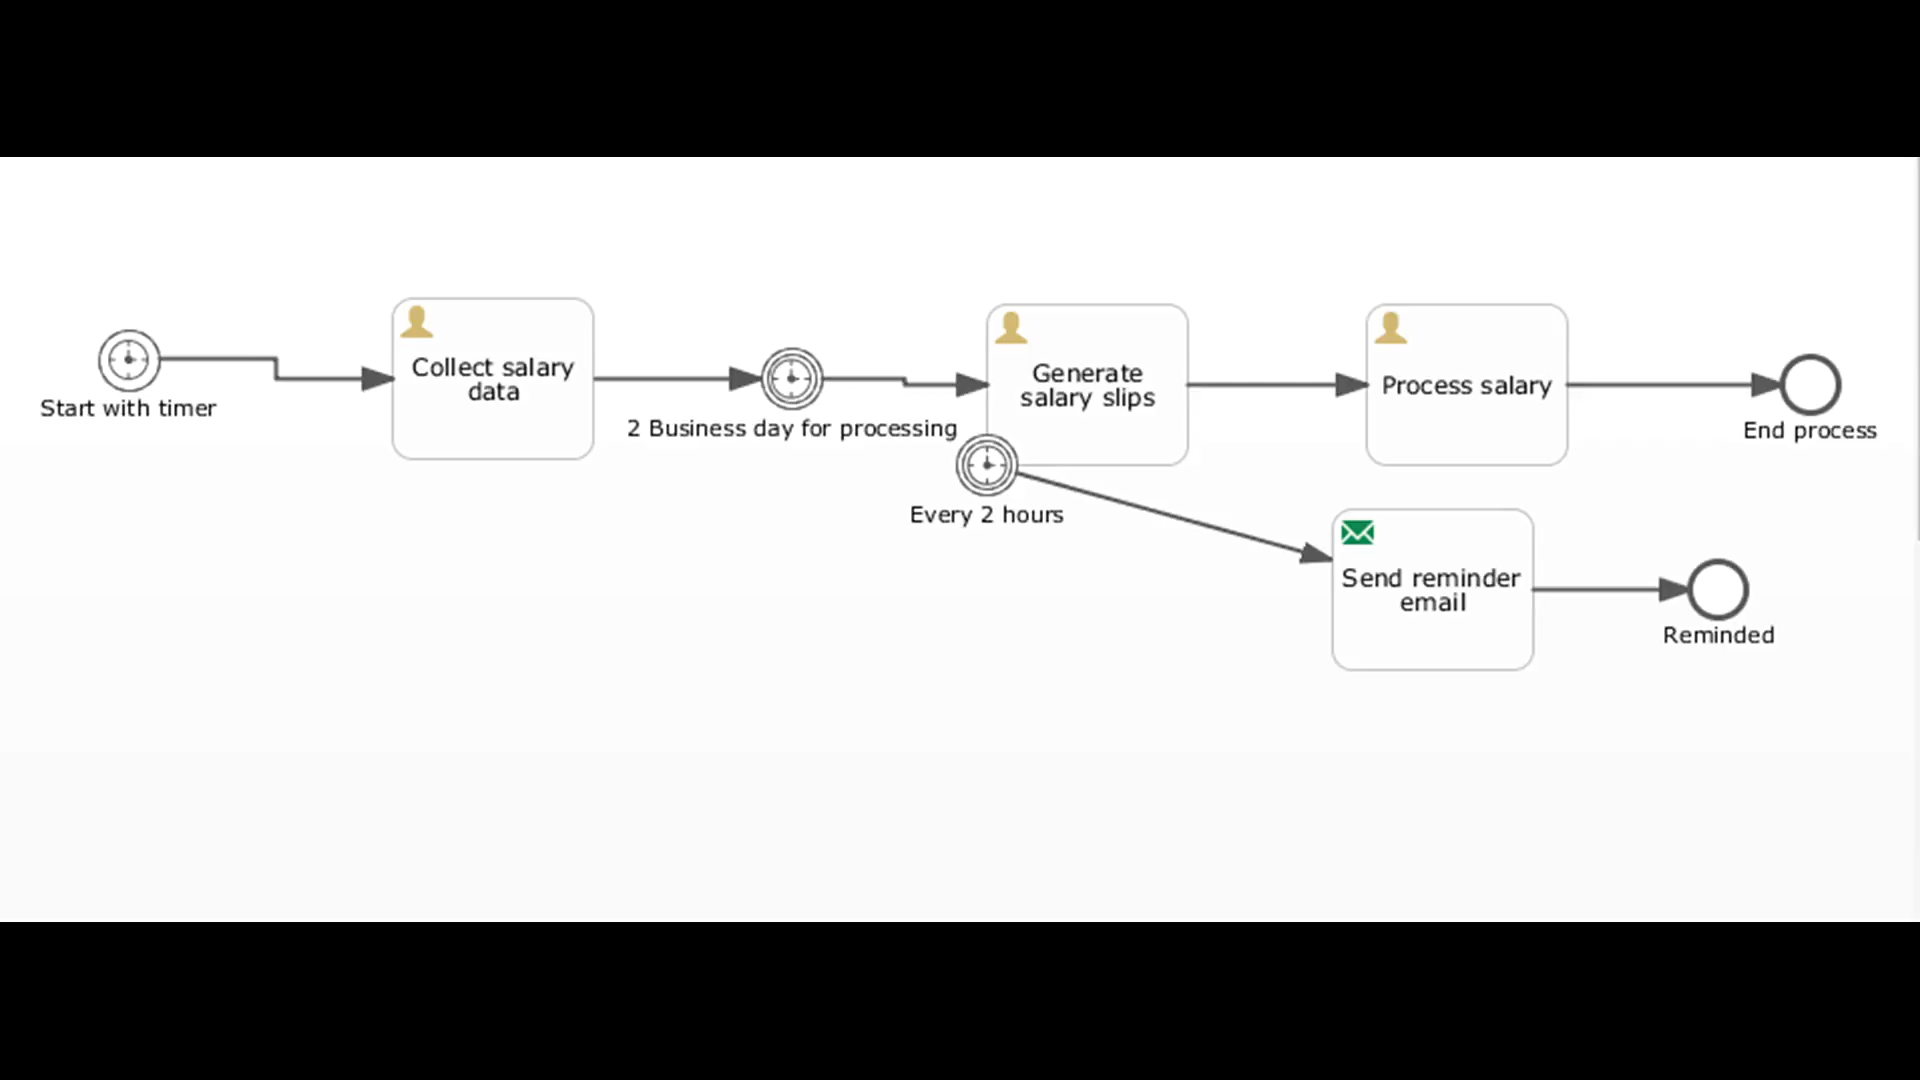 Start with timer
Collect salary
data
2 Business day for processing
Generate
salary slips
Every 2 hours
Process salary
End process
Send reminder
email
Reminded